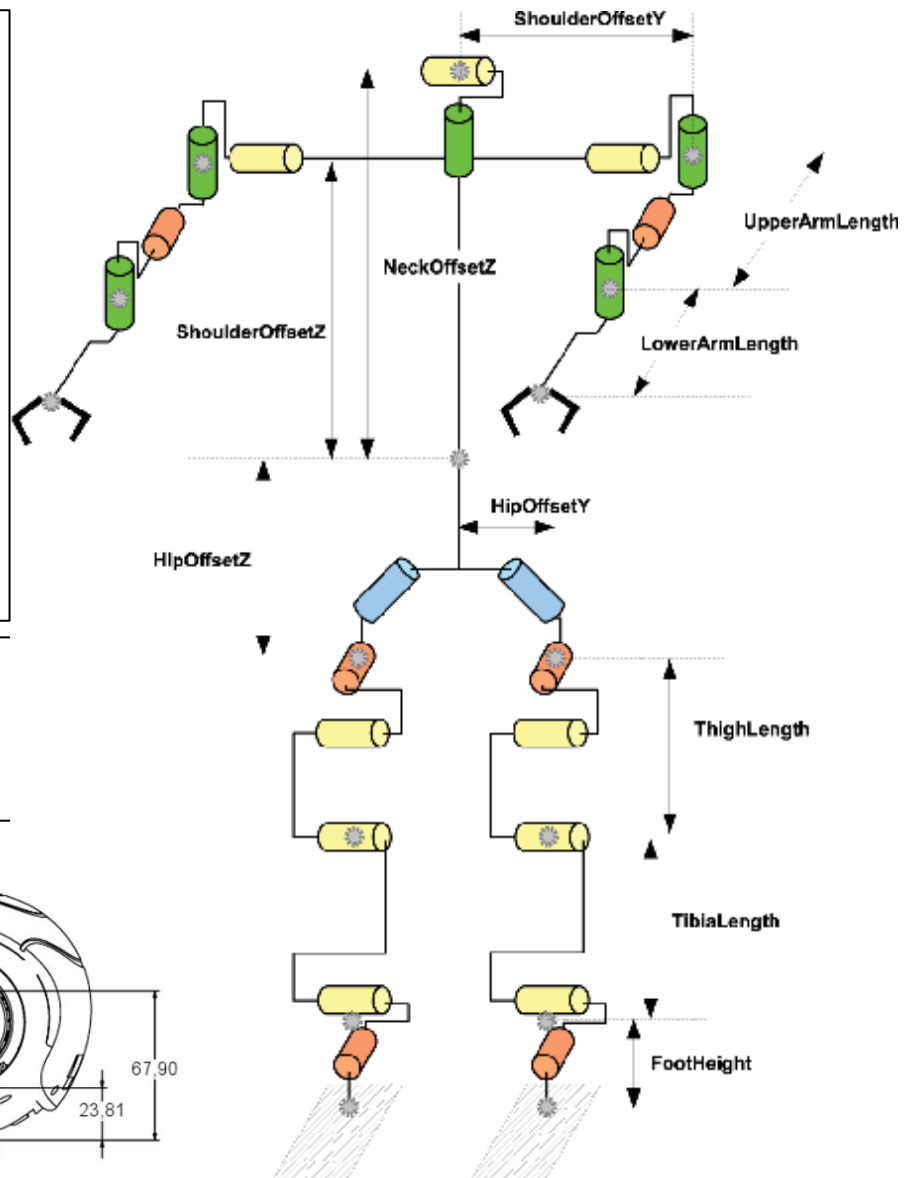 ShoulderOffsetY
UpperArmLength
NeckOffsetZ
ShoulderOffsetZ
LowerArmLength
HipOffsetY
HipOffsetZ
ThighLength
TibiaLength
FootHeight
67,90
23,81